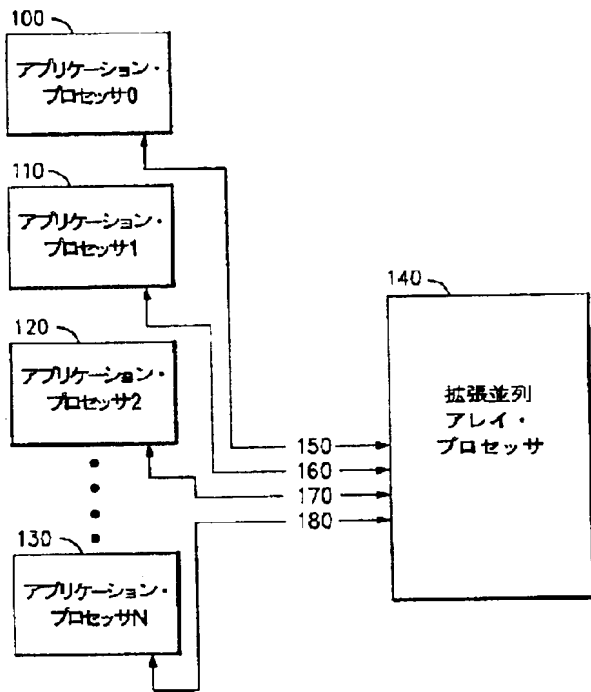 100
アプリケーション・
プロセッサ0
110
アプリケーション・
プロセッサ1
120
アプリケーション・
プロセッサ2
130
アプリケーション・
プロセッサN
140
拡張並列
アレイ・
プロセッサ
150
160
170
180